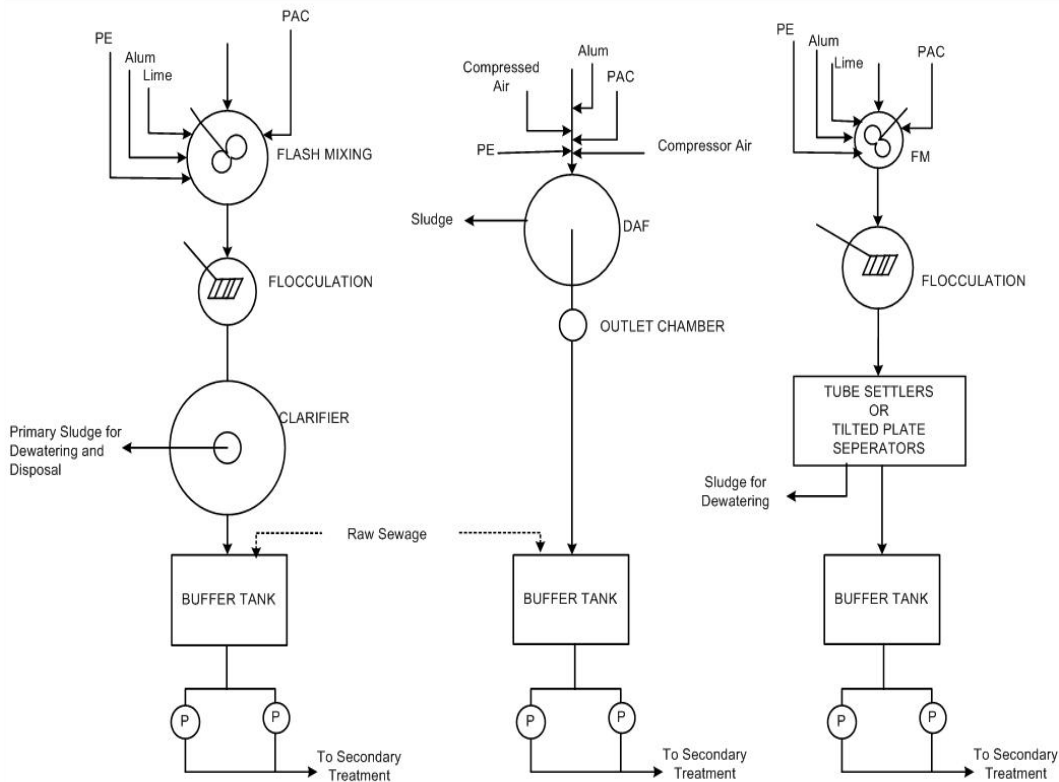 PE
Alum
Lime
PAC
FLASH MIXING
FLOCCULATION
CLARIFIER
Primary Sludge for
Dewatering and
Disposal
Raw Sewage
BUFFER TANK
P
P
To Secondary
Treatment
Compressed
Air
Alum
PAC
PE
Compressor Air
Sludge
DAF
OUTLET CHAMBER
BUFFER TANK
P
P
To Secondary
Treatment
PE
Alum
Lime
PAC
FM
FLOCCULATION
TUBE SETTLERS
OR
TILTED PLATE
SEPERATORS
Sludge for
Dewatering
BUFFER TANK
P
P
To Secondary
Treatment